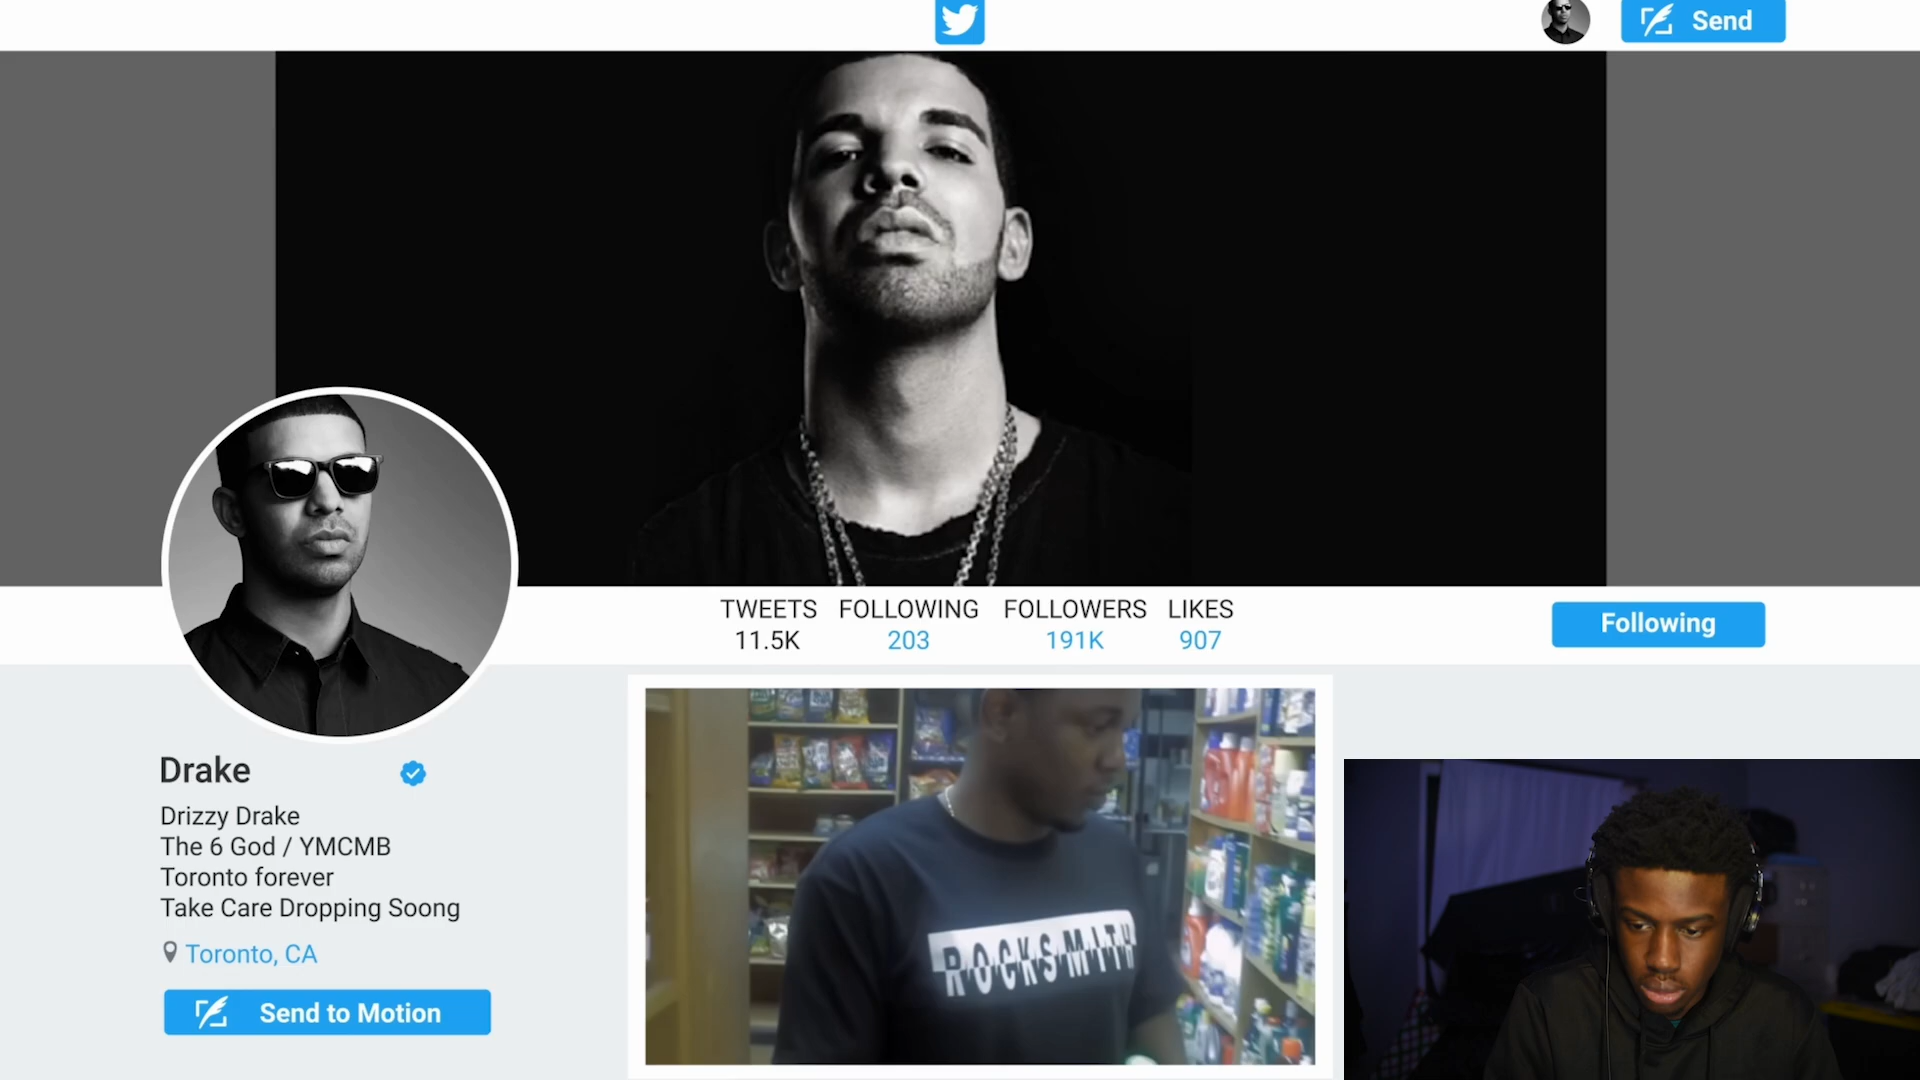 Send
TWEETS FOLLOWING FOLLOWERS LIKES
11.5K 203 191K 907
Following
Drake
Drizzy Drake
The 6 God / YMCMB
Toronto forever
Take Care Dropping Soong
Toronto, CA
Send to Motion
ROCKSMITH